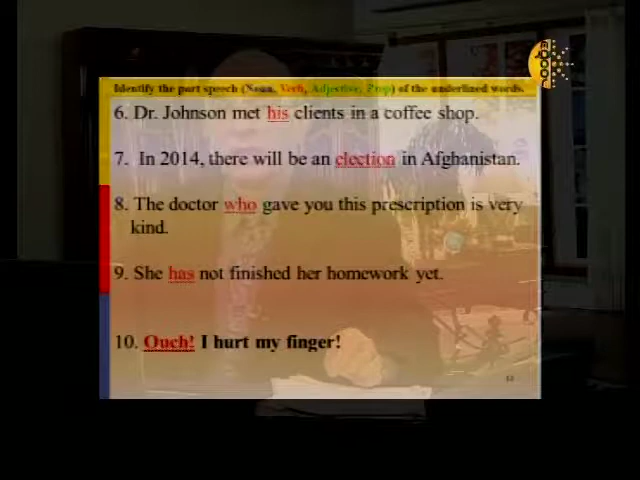 Identify the part speech (Noun, Verb, Adjective, Prep) of the underlined words.
6. Dr. Johnson met his clients in a coffee shop.
7. In 2014, there will be an election in Afghanistan.
8. The doctor who gave you this prescription is very
kind.
9. She has not finished her homework yet.
10. Ouch! I hurt my finger!